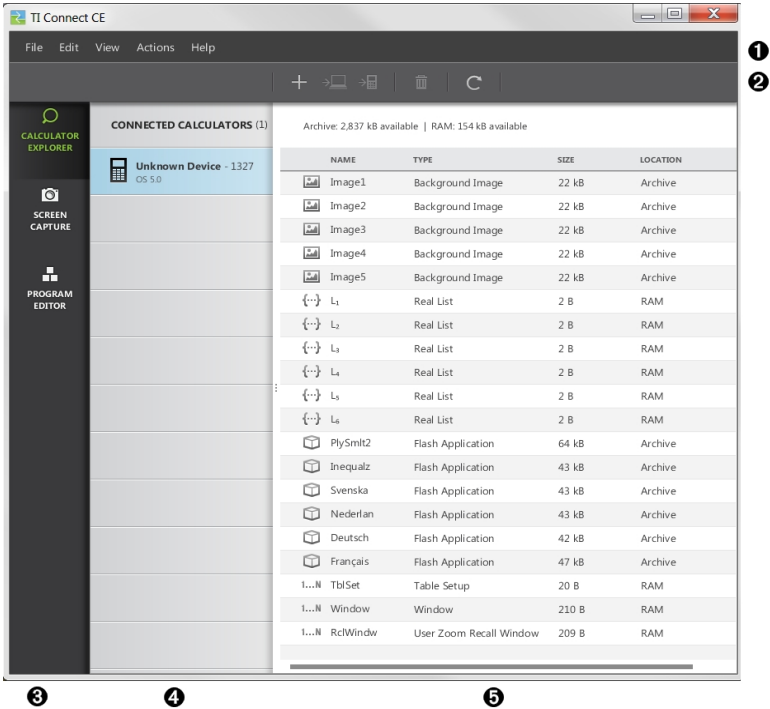 TI Connect CE
File Edit View Actions Help
❶
❷
CALCULATOR EXPLORER
SCREEN CAPTURE
PROGRAM EDITOR
CONNECTED CALCULATORS (1)
Unknown Device - 1327
OS 5.0
Archive: 2,837 kB available | RAM: 154 kB available
NAME TYPE SIZE LOCATION
Image1 Background Image 22 kB Archive
Image2 Background Image 22 kB Archive
Image3 Background Image 22 kB Archive
Image4 Background Image 22 kB Archive
Image5 Background Image 22 kB Archive
{···} L₁ Real List 2 B RAM
{···} L₂ Real List 2 B RAM
{···} L₃ Real List 2 B RAM
{···} L₄ Real List 2 B RAM
{···} L₅ Real List 2 B RAM
{···} L₆ Real List 2 B RAM
PlySmlt2 Flash Application 64 kB Archive
Inequalz Flash Application 43 kB Archive
Svenska Flash Application 43 kB Archive
Nederlan Flash Application 43 kB Archive
Deutsch Flash Application 42 kB Archive
Français Flash Application 47 kB Archive
1...N TblSet Table Setup 20 B RAM
1...N Window Window 210 B RAM
1...N RclWindw User Zoom Recall Window 209 B RAM
❸ ❹ ❺